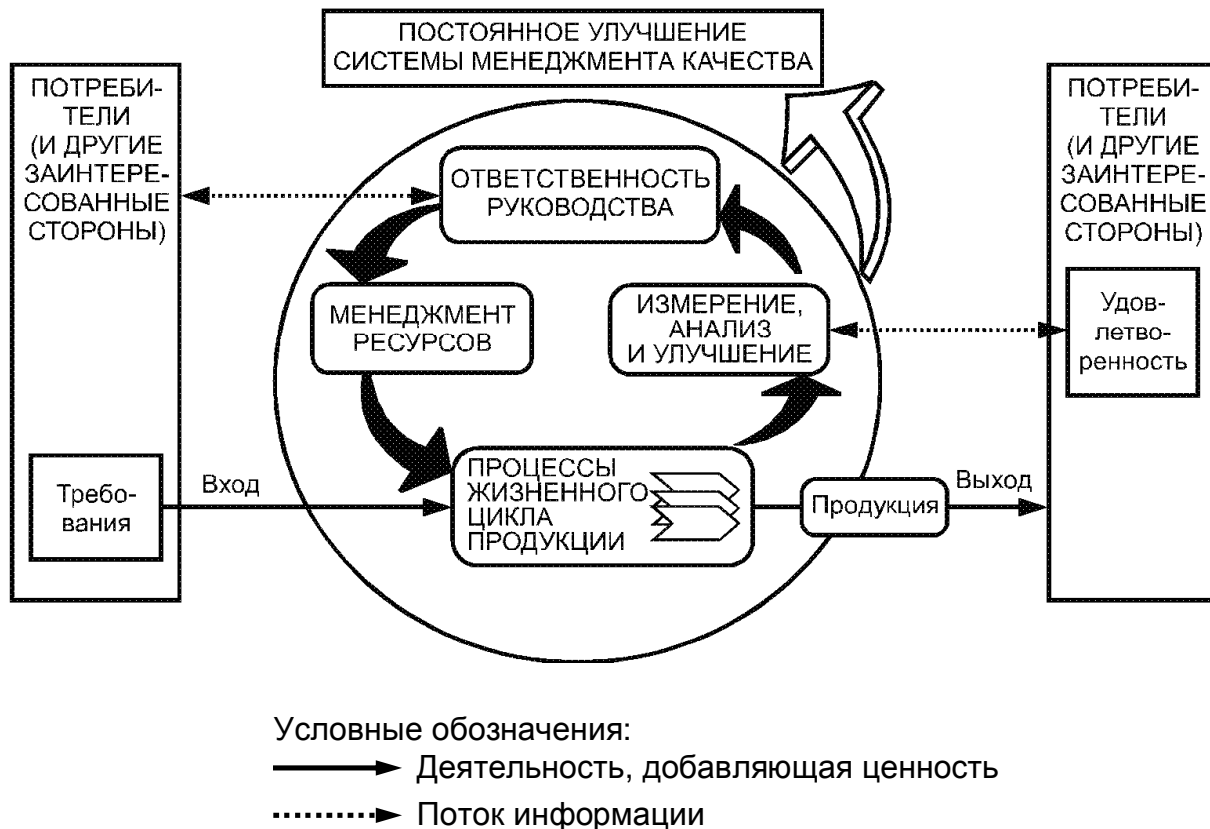 ПОСТОЯННОЕ УЛУЧШЕНИЕ
СИСТЕМЫ МЕНЕДЖМЕНТА КАЧЕСТВА
ПОТРЕБИ-
ТЕЛИ
(И ДРУГИЕ
ЗАИНТЕРЕ-
СОВАННЫЕ
СТОРОНЫ)
Требо-
вания
Вход
ОТВЕТСТВЕННОСТЬ
РУКОВОДСТВА
МЕНЕДЖМЕНТ
РЕСУРСОВ
ИЗМЕРЕНИЕ,
АНАЛИЗ
И УЛУЧШЕНИЕ
ПРОЦЕССЫ
ЖИЗНЕННОГО
ЦИКЛА
ПРОДУКЦИИ
Продукция
Выход
ПОТРЕБИ-
ТЕЛИ
(И ДРУГИЕ
ЗАИНТЕРЕ-
СОВАННЫЕ
СТОРОНЫ)
Удов-
летво-
ренность
Условные обозначения:
Деятельность, добавляющая ценность
Поток информации